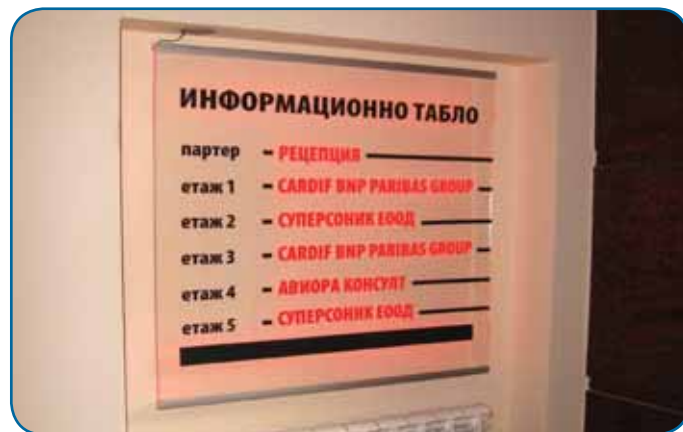 ИНФОРМАЦИОННО ТАБЛО
партер - РЕЦЕПЦИЯ
етаж 1 - CARDIF BNP PARIBAS GROUP
етаж 2 - СУПЕРСОНИК ЕООД
етаж 3 - CARDIF BNP PARIBAS GROUP
етаж 4 - АВИОРА КОНСУЛТ
етаж 5 - СУПЕРСОНИК ЕООД